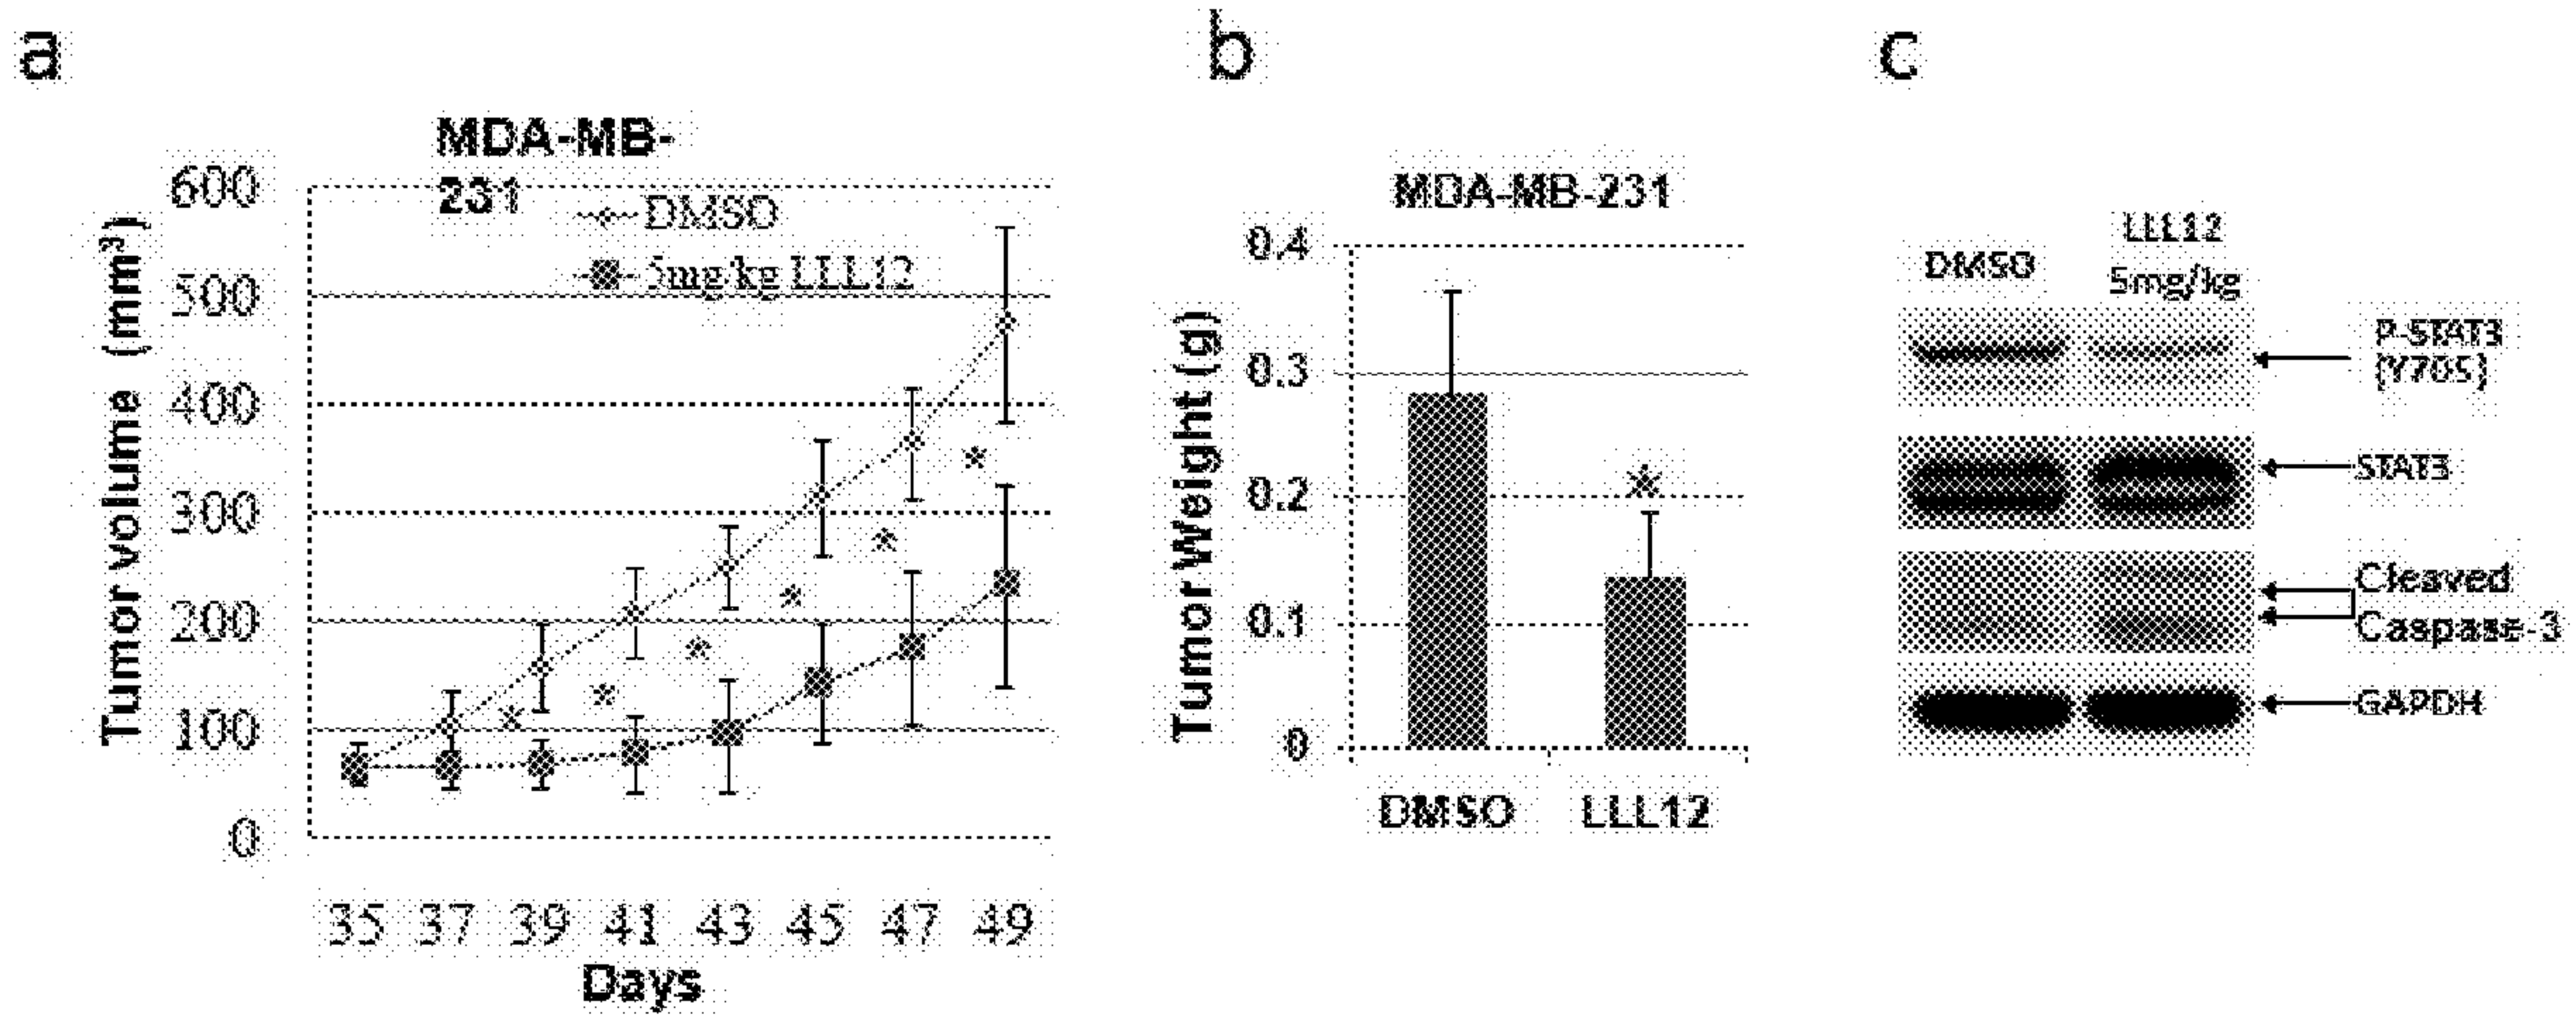 a
MDA-MB-
231
DMSO
5mg/kg LLL12
600
500
400
300
200
100
0
Tumor volume (mm³)
35 37 39 41 43 45 47 49
Days
*
*
*
*
*
*
b
MDA-MB-231
0.4
0.3
0.2
0.1
0
Tumor Weight (g)
*
DMSO LLL12
c
DMSO
LLL12
5mg/kg
P-STAT3
(Y705)
STAT3
Cleaved
Caspase-3
GAPDH